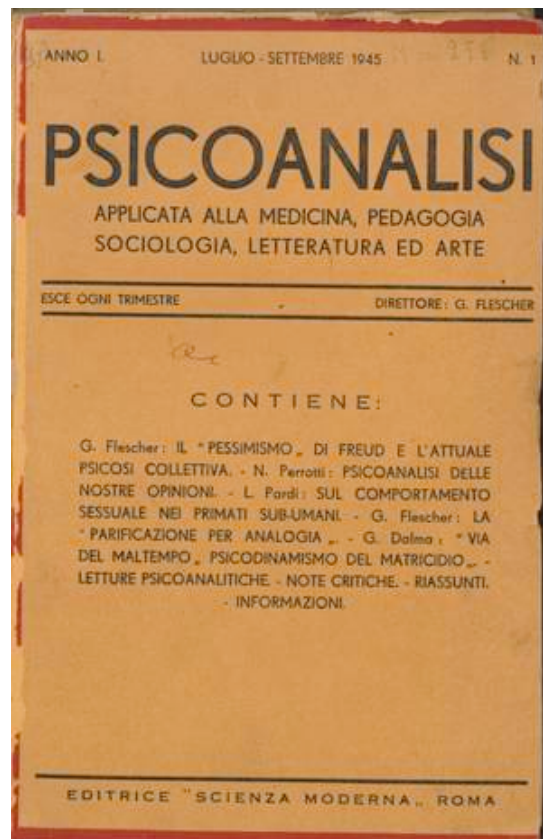 ANNO I. LUGLIO - SETTEMBRE 1945 N. 1
PSICOANALISI
APPLICATA ALLA MEDICINA, PEDAGOGIA
SOCIOLOGIA, LETTERATURA ED ARTE
ESCE OGNI TRIMESTRE DIRETTORE: G. FLESCHER
CONTIENE:
G. Flescher: IL "PESSIMISMO„ DI FREUD E L'ATTUALE
PSICOSI COLLETTIVA. - N. Perrotti: PSICOANALISI DELLE
NOSTRE OPINIONI. - L. Pardi: SUL COMPORTAMENTO
SESSUALE NEI PRIMATI SUB-UMANI. - G. Flescher: LA
"PARIFICAZIONE PER ANALOGIA„. - G. Dalma: "VIA
DEL MALTEMPO„ PSICODINAMISMO DEL MATRICIDIO„. -
LETTURE PSICOANALITICHE. - NOTE CRITICHE. - RIASSUNTI.
- INFORMAZIONI.
EDITRICE "SCIENZA MODERNA„ ROMA